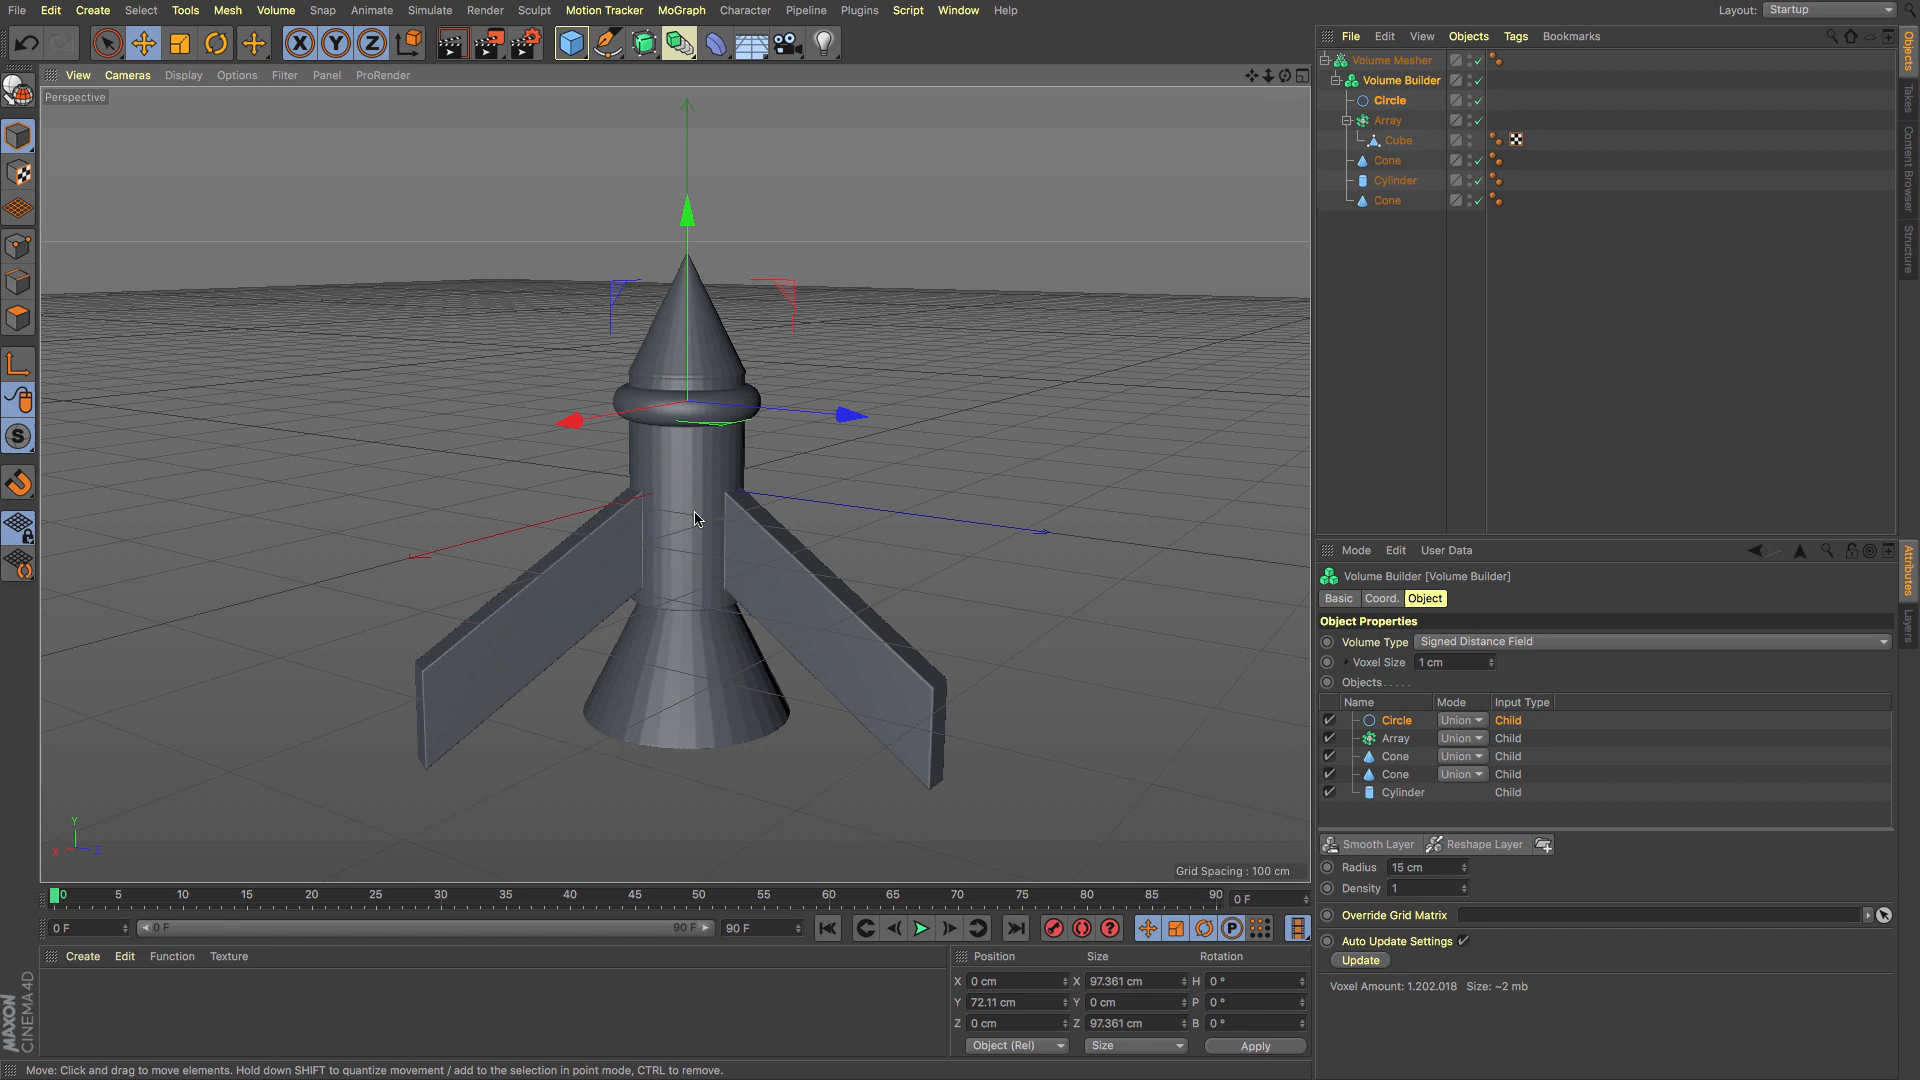 File Edit Create Select Tools Mesh Volume Snap Animate Simulate Render Sculpt Motion Tracker MoGraph Character Pipeline Plugins Script Window Help
Layout: Startup
X Y Z
File Edit View Objects Tags Bookmarks
View Cameras Display Options Filter Panel ProRender
Perspective
Volume Mesher
Volume Builder
Circle
Array
Cube
Cone
Cylinder
Cone
Objects
Takes
Content Browser
Structure
Mode Edit User Data
Attributes
Layers
Volume Builder [Volume Builder]
Basic Coord. Object
Object Properties
Volume Type Signed Distance Field
Voxel Size 1 cm
Objects . . . . .
Name Mode Input Type
Circle Union Child
Array Union Child
Cone Union Child
Cone Union Child
Cylinder Child
Smooth Layer Reshape Layer
Radius 15 cm
Density 1
Override Grid Matrix
Auto Update Settings
Update
Voxel Amount: 1.202.018 Size: ~2 mb
Y
X Z
Grid Spacing : 100 cm
0 5 10 15 20 25 30 35 40 45 50 55 60 65 70 75 80 85 90 0 F
0 F 0 F 90 F 90 F
P
Create Edit Function Texture
Position Size Rotation
X 0 cm X 97.361 cm H 0 °
Y 72.11 cm Y 0 cm P 0 °
Z 0 cm Z 97.361 cm B 0 °
Object (Rel) Size Apply
MAXON
CINEMA 4D
Move: Click and drag to move elements. Hold down SHIFT to quantize movement / add to the selection in point mode, CTRL to remove.